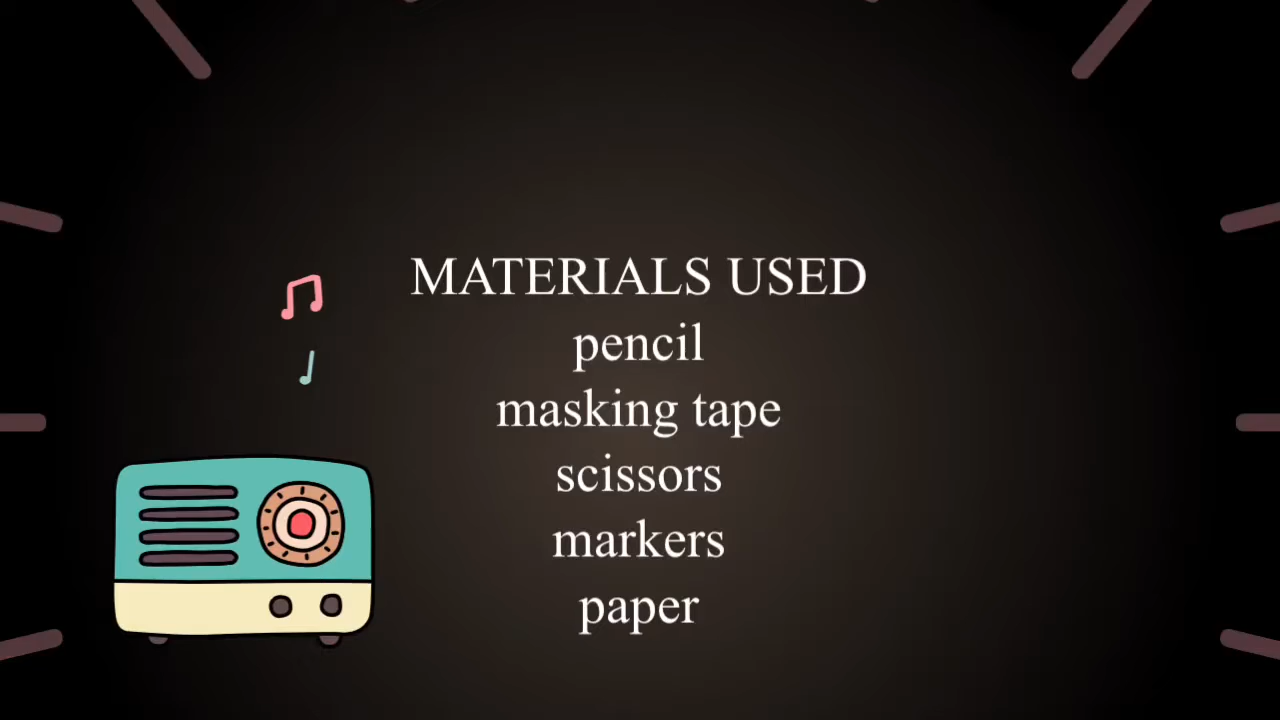 MATERIALS USED
pencil
masking tape
scissors
markers
paper